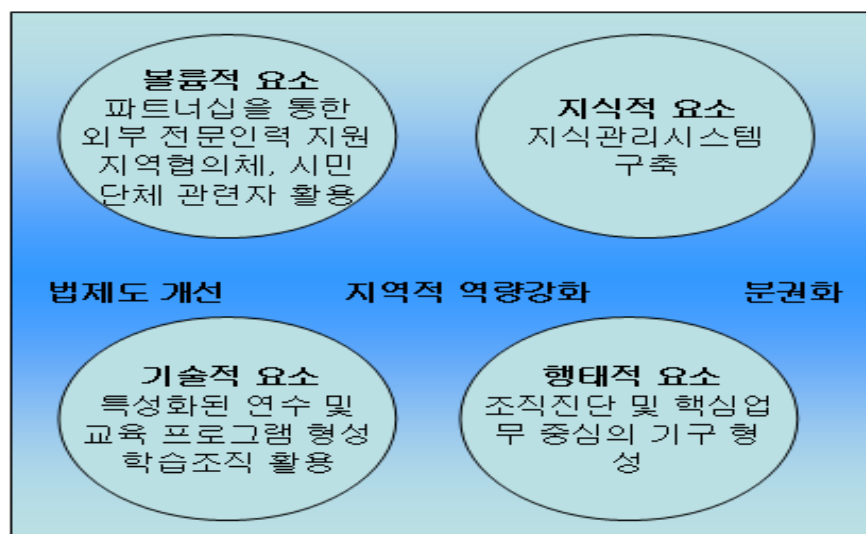 볼륨적 요소
파트너십을 통한
외부 전문인력 지원
지역협의체, 시민
단체 관련자 활용
지식적 요소
지식관리시스템
구축
법제도 개선 지역적 역량강화 분권화
기술적 요소
특성화된 연수 및
교육 프로그램 형성
학습조직 활용
행태적 요소
조직진단 및 핵심업
무 중심의 기구 형
성